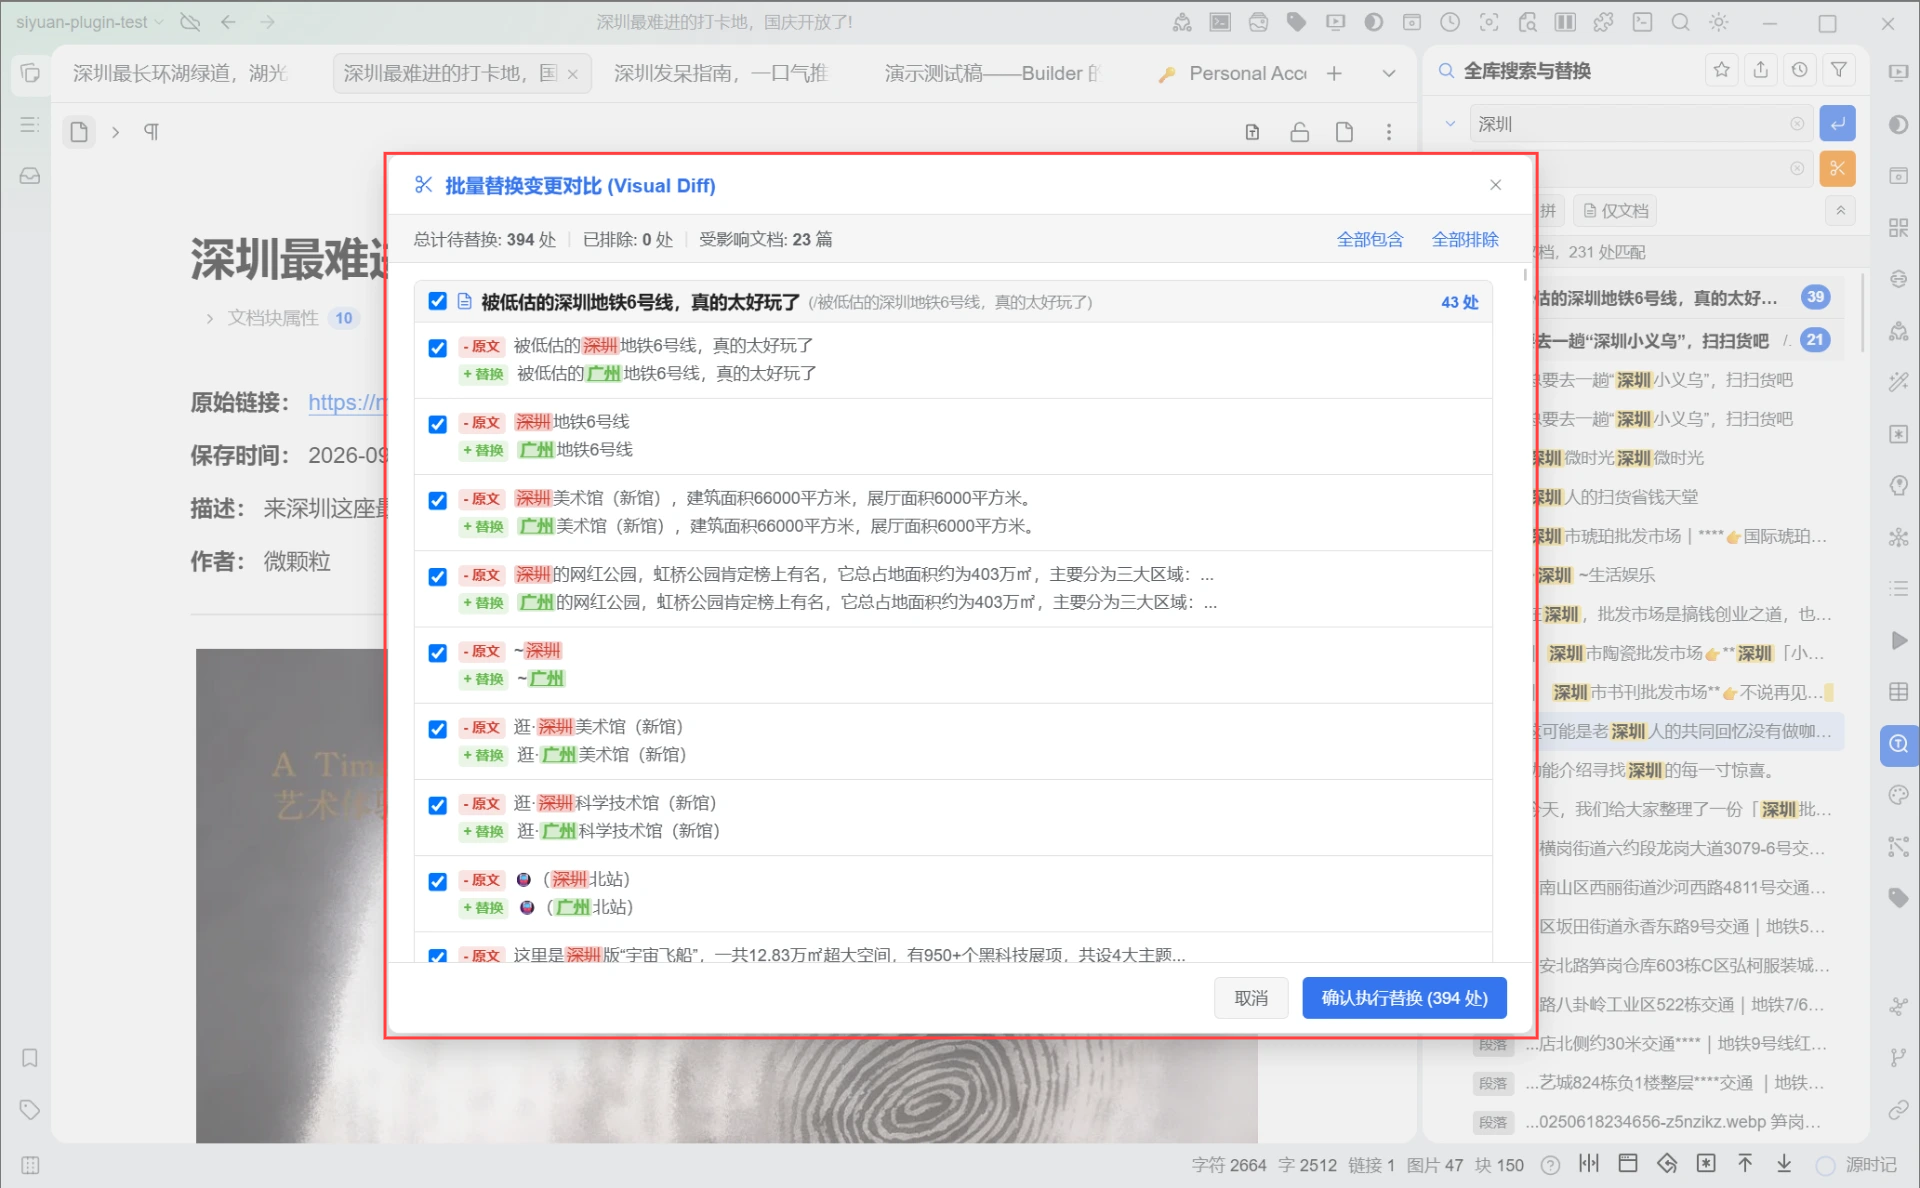 siyuan-plugin-test
深圳最难进的打卡地，国庆开放了!
深圳最长环湖绿道，湖光
深圳最难进的打卡地，国
深圳发呆指南，一口气推
演示测试稿——Builder 的
Personal Acc
全库搜索与替换
深圳
拼
仅文档
231 处匹配
深圳最难
文档块属性 10
原始链接：
https://
保存时间： 2026-09
描述： 来深圳这座最
作者： 微颗粒
A Tim
艺术
批量替换变更对比 (Visual Diff)
总计待替换: 394 处
已排除: 0 处
受影响文档: 23 篇
全部包含
全部排除
被低估的深圳地铁6号线，真的太好玩了 (/被低估的深圳地铁6号线，真的太好玩了)
43 处
- 原文 被低估的深圳地铁6号线，真的太好玩了
+ 替换 被低估的广州地铁6号线，真的太好玩了
- 原文 深圳地铁6号线
+ 替换 广州地铁6号线
- 原文 深圳美术馆（新馆），建筑面积66000平方米，展厅面积6000平方米。
+ 替换 广州美术馆（新馆），建筑面积66000平方米，展厅面积6000平方米。
- 原文 深圳的网红公园，虹桥公园肯定榜上有名，它总占地面积约为403万㎡，主要分为三大区域：...
+ 替换 广州的网红公园，虹桥公园肯定榜上有名，它总占地面积约为403万㎡，主要分为三大区域：...
- 原文 ~深圳
+ 替换 ~广州
- 原文 逛·深圳美术馆（新馆）
+ 替换 逛·广州美术馆（新馆）
- 原文 逛·深圳科学技术馆（新馆）
+ 替换 逛·广州科学技术馆（新馆）
- 原文 （深圳北站）
+ 替换 （广州北站）
- 原文 这里是深圳版“宇宙飞船”，一共12.83万㎡超大空间，有950+个黑科技展项，共设4大主题...
取消
确认执行替换 (394 处)
估的深圳地铁6号线，真的太好... 39
去一趟“深圳小义乌”，扫扫货吧 /. 21
要去一趟“深圳小义乌”，扫扫货吧
要去一趟“深圳小义乌”，扫扫货吧
深圳微时光深圳微时光
深圳人的扫货省钱天堂
深圳市琥珀批发市场｜****👉国际琥珀...
深圳 ~生活娱乐
深圳，批发市场是搞钱创业之道，也...
深圳市陶瓷批发市场👉**深圳「小...
深圳市书刊批发市场**👉不说再见...
可能是老深圳人的共同回忆没有做咖...
功能介绍寻找深圳的每一寸惊喜。
今天，我们给大家整理了一份「深圳批...
横岗街道六约段龙岗大道3079-6号交...
南山区西丽街道沙河西路4811号交通...
区坂田街道永香东路9号交通｜地铁5...
安北路笋岗仓库603栋C区弘柯服装城...
路八卦岭工业区522栋交通｜地铁7/6...
段落 ...店北侧约30米交通****｜地铁9号线红...
段落 ...艺城824栋负1楼整层****交通 ｜地铁...
段落 ...0250618234656-z5nzikz.webp 笋岗...
字符 2664 字 2512 链接 1 图片 47 块 150
源时记